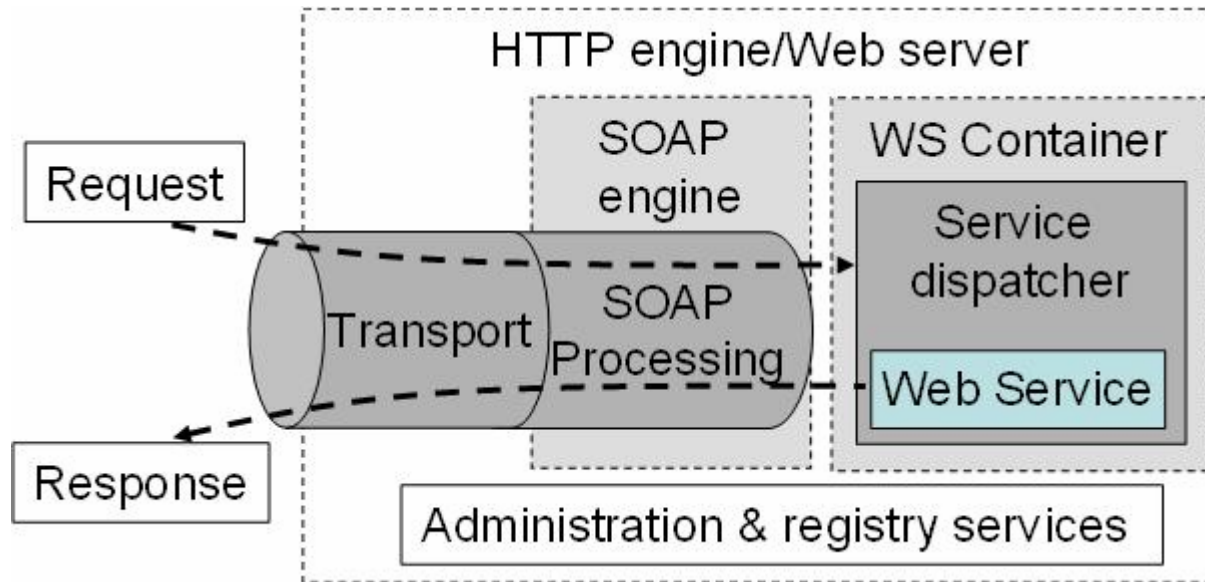 HTTP engine/Web server
SOAP
engine
WS Container
Request
Service
dispatcher
Transport
SOAP
Processing
Web Service
Response
Administration & registry services